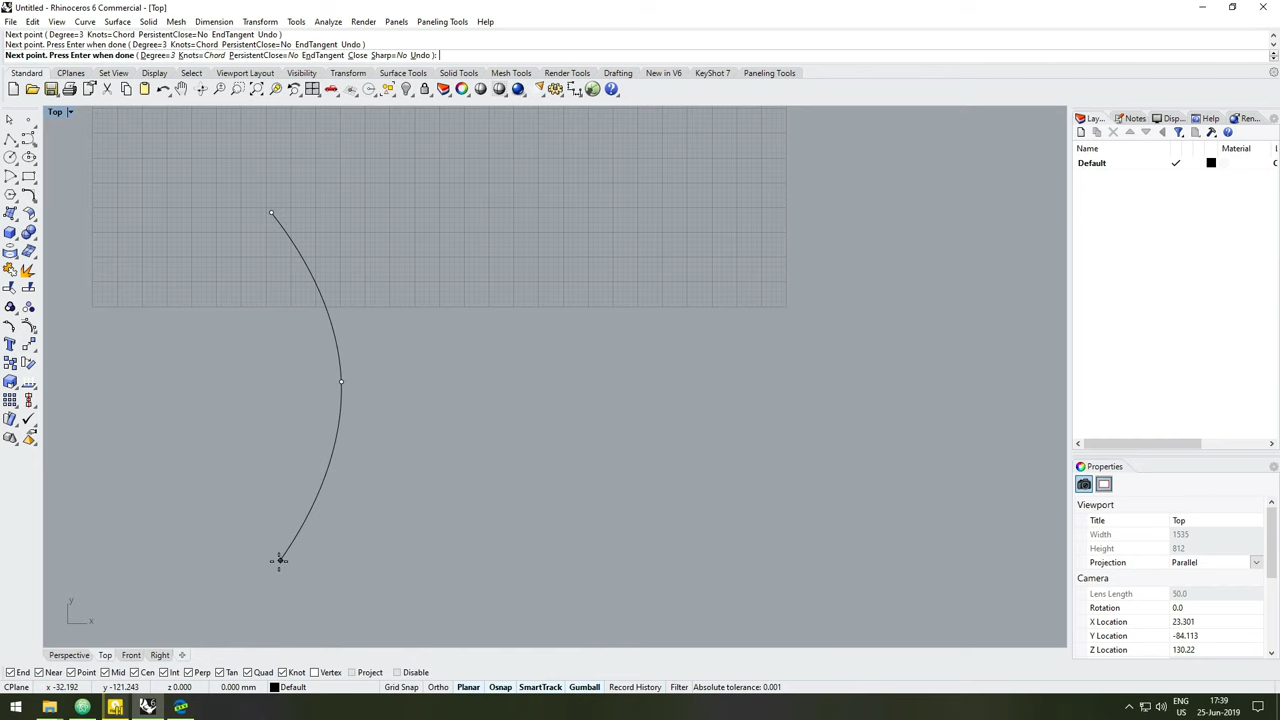 Untitled - Rhinoceros 6 Commercial - [Top]
File Edit View Curve Surface Solid Mesh Dimension Transform Tools Analyze Render Panels Paneling Tools Help
Next point ( Degree=3 Knots=Chord PersistentClose=No EndTangent Undo )
Next point. Press Enter when done ( Degree=3 Knots=Chord PersistentClose=No EndTangent Undo )
Next point. Press Enter when done ( Degree=3 Knots=Chord PersistentClose=No EndTangent Close Sharp=No Undo ):
Standard CPlanes Set View Display Select Viewport Layout Visibility Transform Surface Tools Solid Tools Mesh Tools Render Tools Drafting New in V6 KeyShot 7 Paneling Tools
Top
Lay... Notes Disp... Help Ren...
Name Material L
Default C
Properties
Viewport
Title Top
Width 1535
Height 812
Projection Parallel
Camera
Lens Length 50.0
Rotation 0.0
X Location 23.301
Y Location -84.113
Z Location 130.22
y
x
Perspective Top Front Right
End Near Point Mid Cen Int Perp Tan Quad Knot Vertex Project Disable
CPlane x -32.192 y -121.243 z 0.000 0.000 mm Default Grid Snap Ortho Planar Osnap SmartTrack Gumball Record History Filter Absolute tolerance: 0.001
ENG 17:39
US 25-Jun-2019